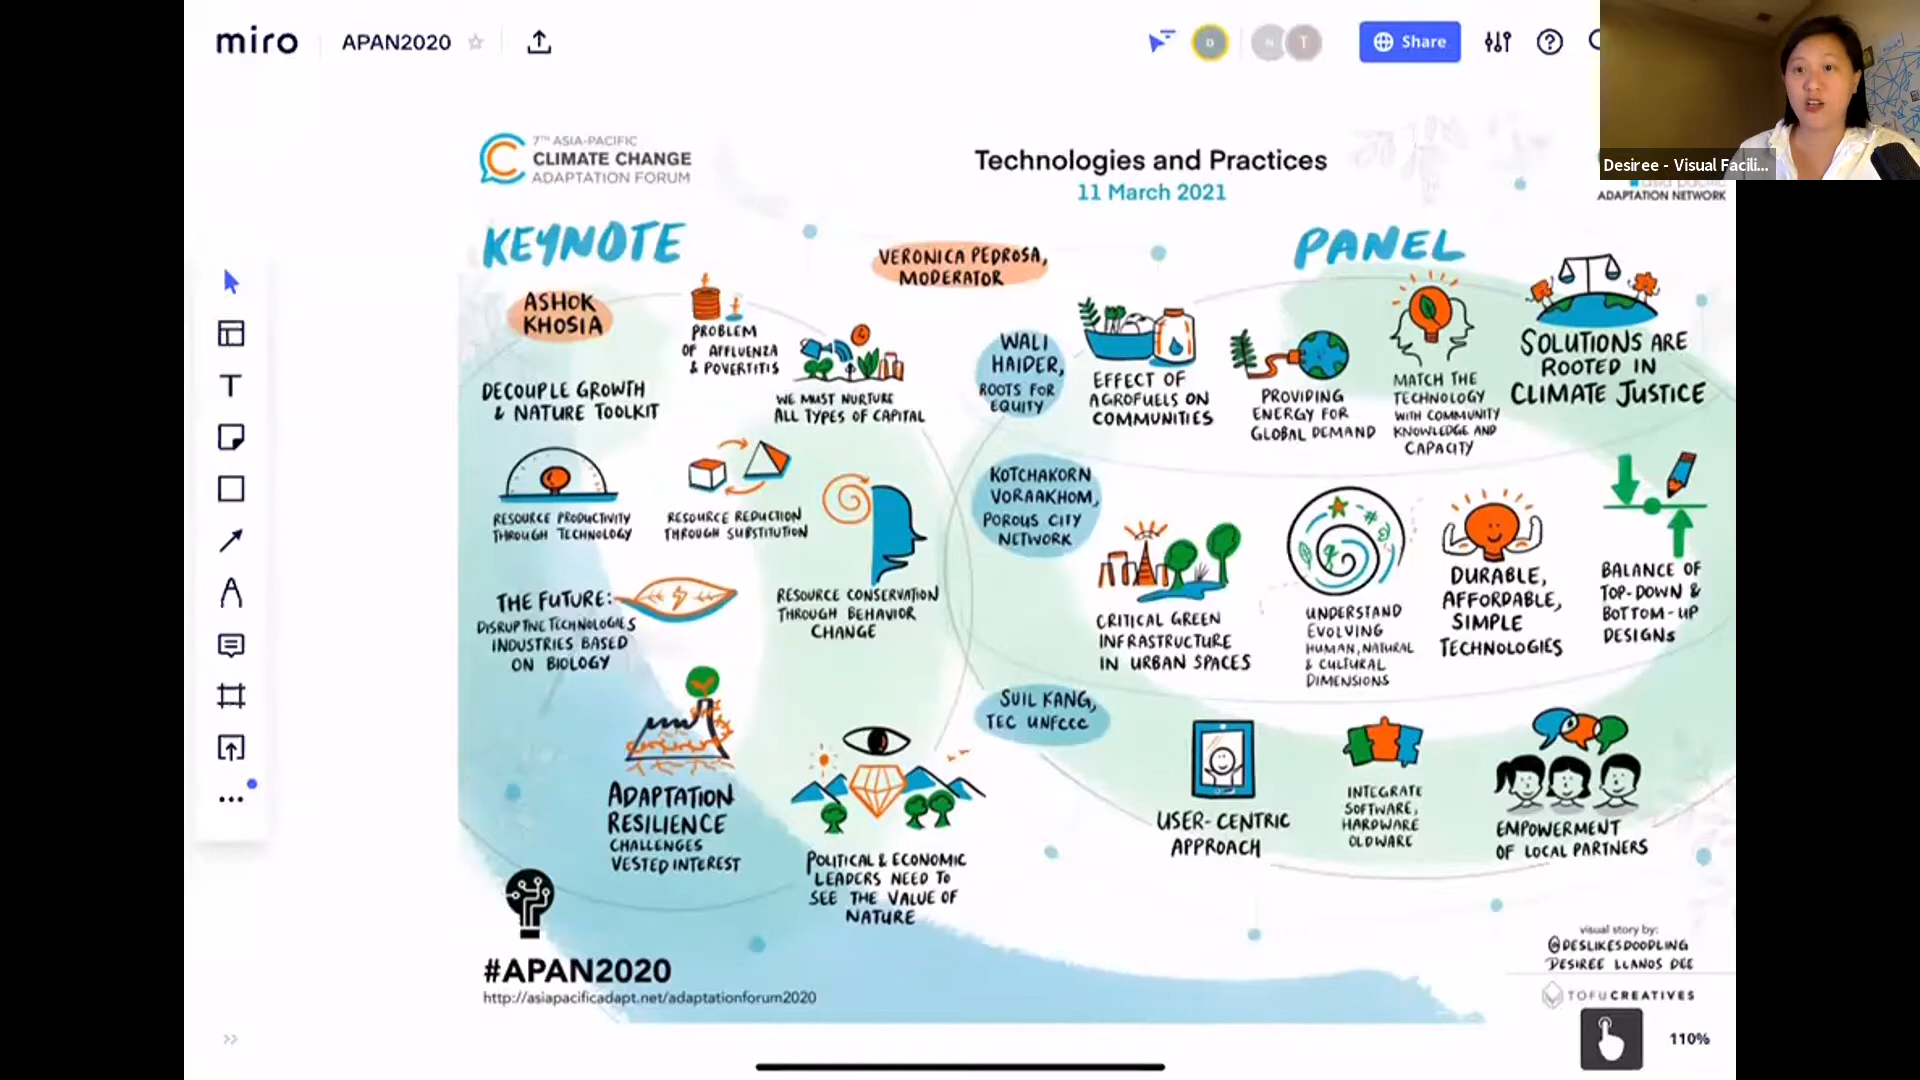 miro
APAN2020
D
N
T
Share
Desiree - Visual Facili...
7TH ASIA-PACIFIC
CLIMATE CHANGE
ADAPTATION FORUM
Technologies and Practices
11 March 2021
asia pacific
ADAPTATION NETWORK
KEYNOTE
ASHOK
KHOSIA
PROBLEM
OF AFFLUENZA
& POVERTITIS
DECOUPLE GROWTH
& NATURE TOOLKIT
WE MUST NURTURE
ALL TYPES OF CAPITAL
RESOURCE PRODUCTIVITY
THROUGH TECHNOLOGY
RESOURCE REDUCTION
THROUGH SUBSTITUTION
RESOURCE CONSERVATION
THROUGH BEHAVIOR
CHANGE
THE FUTURE:
DISRUPTIVE TECHNOLOGIES
INDUSTRIES BASED
ON BIOLOGY
ADAPTATION
RESILIENCE
CHALLENGES
VESTED INTEREST
POLITICAL & ECONOMIC
LEADERS NEED TO
SEE THE VALUE OF
NATURE
VERONICA PEDROSA,
MODERATOR
PANEL
WALI
HAIDER,
ROOTS FOR
EQUITY
EFFECT OF
AGROFUELS ON
COMMUNITIES
PROVIDING
ENERGY FOR
GLOBAL DEMAND
MATCH THE
TECHNOLOGY
WITH COMMUNITY
KNOWLEDGE AND
CAPACITY
SOLUTIONS ARE
ROOTED IN
CLIMATE JUSTICE
KOTCHAKORN
VORAAKHOM,
POROUS CITY
NETWORK
CRITICAL GREEN
INFRASTRUCTURE
IN URBAN SPACES
UNDERSTAND
EVOLVING
HUMAN, NATURAL
& CULTURAL
DIMENSIONS
DURABLE,
AFFORDABLE,
SIMPLE
TECHNOLOGIES
BALANCE OF
TOP-DOWN &
BOTTOM-UP
DESIGNS
SUIL KANG,
TEC UNFCCC
USER-CENTRIC
APPROACH
INTEGRATE
SOFTWARE,
HARDWARE
OLDWARE
EMPOWERMENT
OF LOCAL PARTNERS
#APAN2020
http://asiapacificadapt.net/adaptationforum2020
visual story by:
@DESLIKESDOODLING
DESIREE LLANOS DEE
TOFUCREATIVES
110%